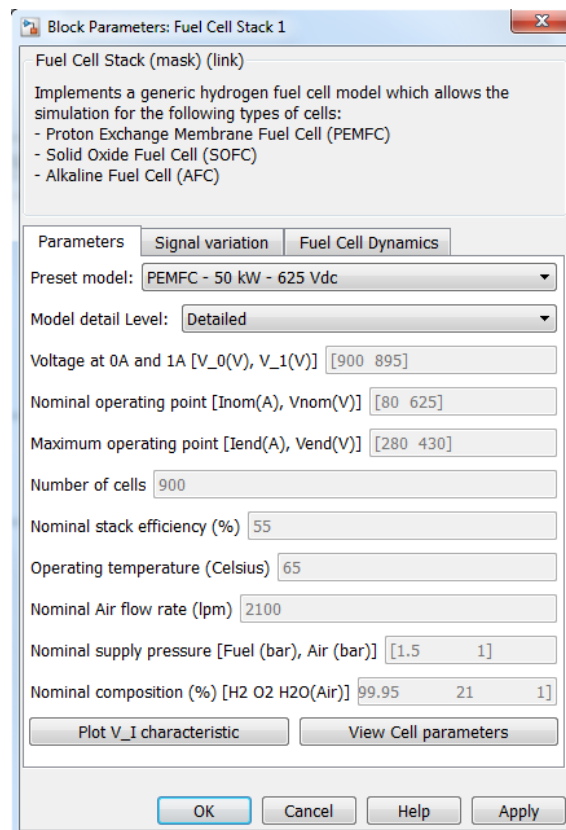 Block Parameters: Fuel Cell Stack 1
x
Fuel Cell Stack (mask) (link)
Implements a generic hydrogen fuel cell model which allows the
simulation for the following types of cells:
- Proton Exchange Membrane Fuel Cell (PEMFC)
- Solid Oxide Fuel Cell (SOFC)
- Alkaline Fuel Cell (AFC)
Parameters Signal variation Fuel Cell Dynamics
Preset model: PEMFC - 50 kW - 625 Vdc
Model detail Level: Detailed
Voltage at 0A and 1A [V_0(V), V_1(V)] [900 895]
Nominal operating point [Inom(A), Vnom(V)] [80 625]
Maximum operating point [Iend(A), Vend(V)] [280 430]
Number of cells 900
Nominal stack efficiency (%) 55
Operating temperature (Celsius) 65
Nominal Air flow rate (lpm) 2100
Nominal supply pressure [Fuel (bar), Air (bar)] [1.5 1]
Nominal composition (%) [H2 O2 H2O(Air)] 99.95 21 1]
Plot V_I characteristic View Cell parameters
OK Cancel Help Apply